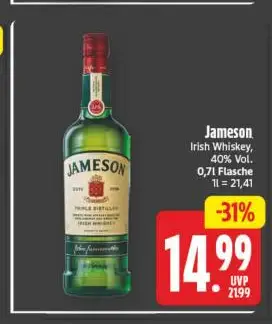 Jameson
Irish Whiskey,
40% Vol.
0,7l Flasche
1l = 21,41
-31%
14.99
UVP
21.99
JAMESON
TRIPLE DISTILLED
IRISH WHISKEY